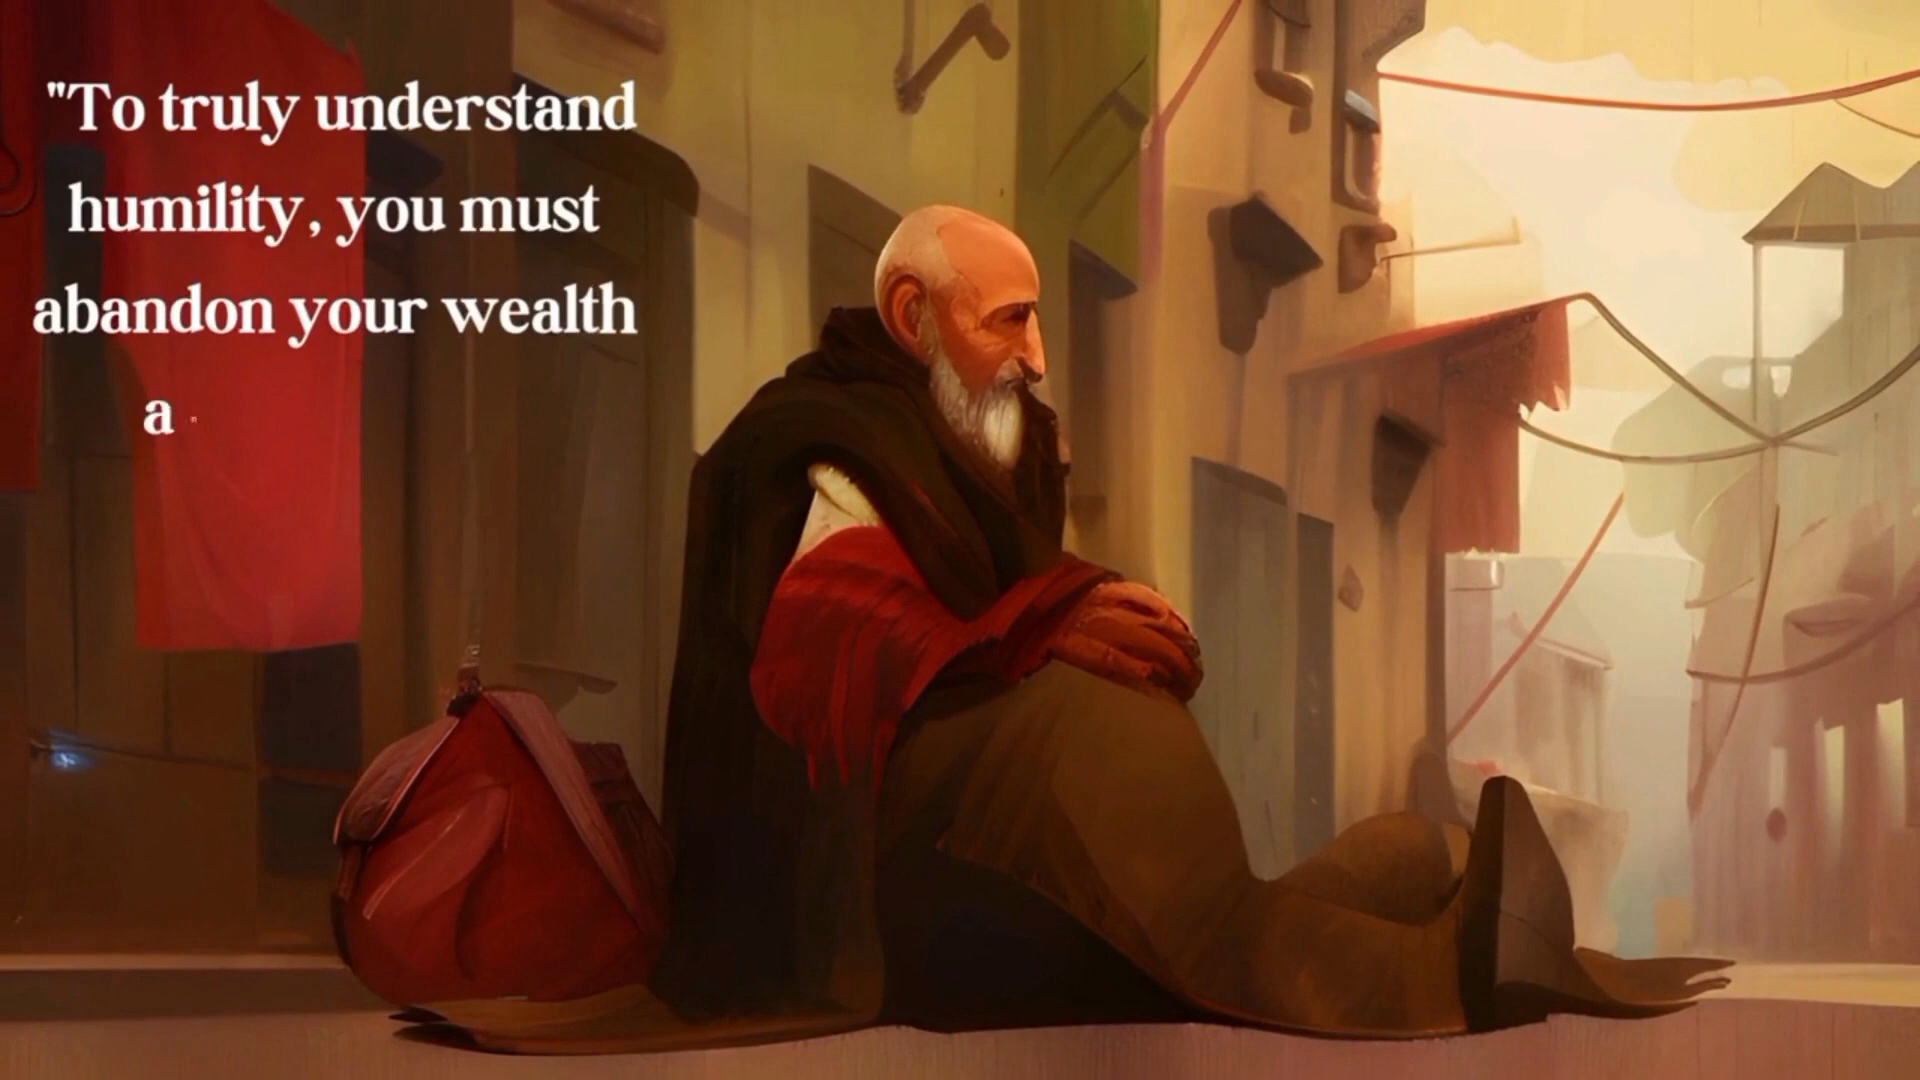 "To truly understand
humility, you must
abandon your wealth
a